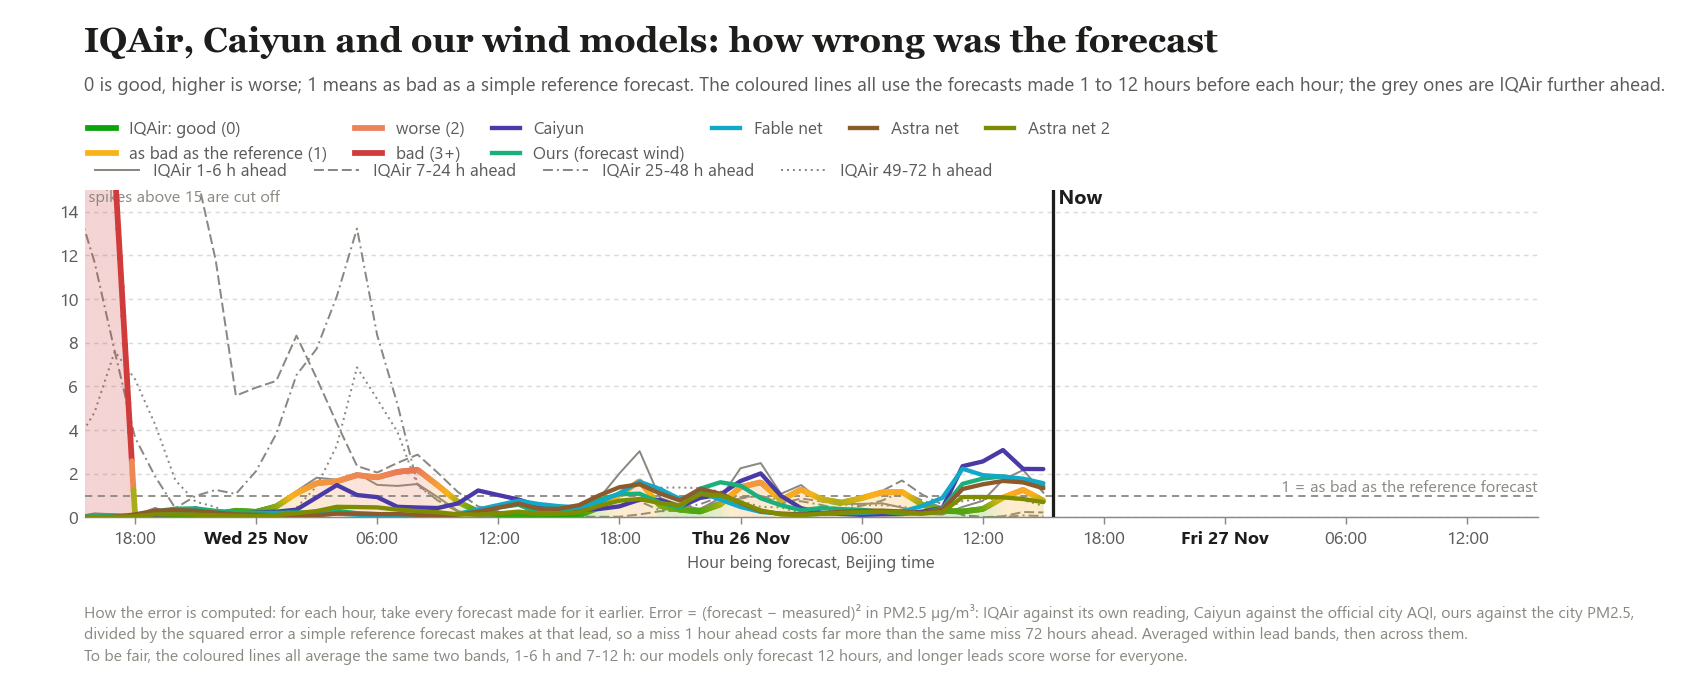 IQAir, Caiyun and our wind models: how wrong was the forecast
0 is good, higher is worse; 1 means as bad as a simple reference forecast. The coloured lines all use the forecasts made 1 to 12 hours before each hour; the grey ones are IQAir further ahead.
IQAir: good (0) worse (2) Caiyun Fable net Astra net Astra net 2
as bad as the reference (1) bad (3+) Ours (forecast wind)
IQAir 1-6 h ahead IQAir 7-24 h ahead IQAir 25-48 h ahead IQAir 49-72 h ahead
spikes above 15 are cut off
Now
14
12
10
8
6
4
2
1 = as bad as the reference forecast
0
18:00 Wed 25 Nov 06:00 12:00 18:00 Thu 26 Nov 06:00 12:00 18:00 Fri 27 Nov 06:00 12:00
Hour being forecast, Beijing time
How the error is computed: for each hour, take every forecast made for it earlier. Error = (forecast − measured)² in PM2.5 µg/m³: IQAir against its own reading, Caiyun against the official city AQI, ours against the city PM2.5,
divided by the squared error a simple reference forecast makes at that lead, so a miss 1 hour ahead costs far more than the same miss 72 hours ahead. Averaged within lead bands, then across them.
To be fair, the coloured lines all average the same two bands, 1-6 h and 7-12 h: our models only forecast 12 hours, and longer leads score worse for everyone.